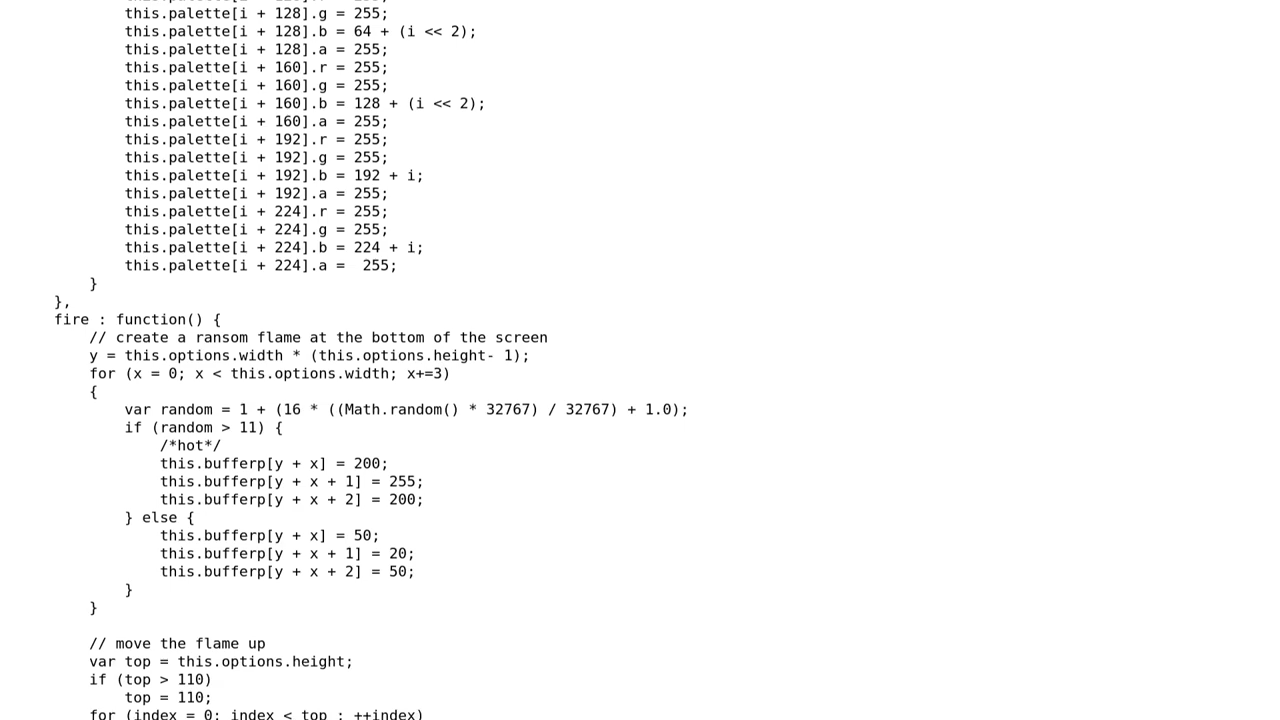 this.palette[i + 128].g = 255;
this.palette[i + 128].b = 64 + (i << 2);
this.palette[i + 128].a = 255;
this.palette[i + 160].r = 255;
this.palette[i + 160].g = 255;
this.palette[i + 160].b = 128 + (i << 2);
this.palette[i + 160].a = 255;
this.palette[i + 192].r = 255;
this.palette[i + 192].g = 255;
this.palette[i + 192].b = 192 + i;
this.palette[i + 192].a = 255;
this.palette[i + 224].r = 255;
this.palette[i + 224].g = 255;
this.palette[i + 224].b = 224 + i;
this.palette[i + 224].a =  255;
}
},
fire : function() {
// create a ransom flame at the bottom of the screen
y = this.options.width * (this.options.height- 1);
for (x = 0; x < this.options.width; x+=3)
{
var random = 1 + (16 * ((Math.random() * 32767) / 32767) + 1.0);
if (random > 11) {
/*hot*/
this.bufferp[y + x] = 200;
this.bufferp[y + x + 1] = 255;
this.bufferp[y + x + 2] = 200;
} else {
this.bufferp[y + x] = 50;
this.bufferp[y + x + 1] = 20;
this.bufferp[y + x + 2] = 50;
}
}
// move the flame up
var top = this.options.height;
if (top > 110)
top = 110;
for (index = 0; index < top ; ++index)